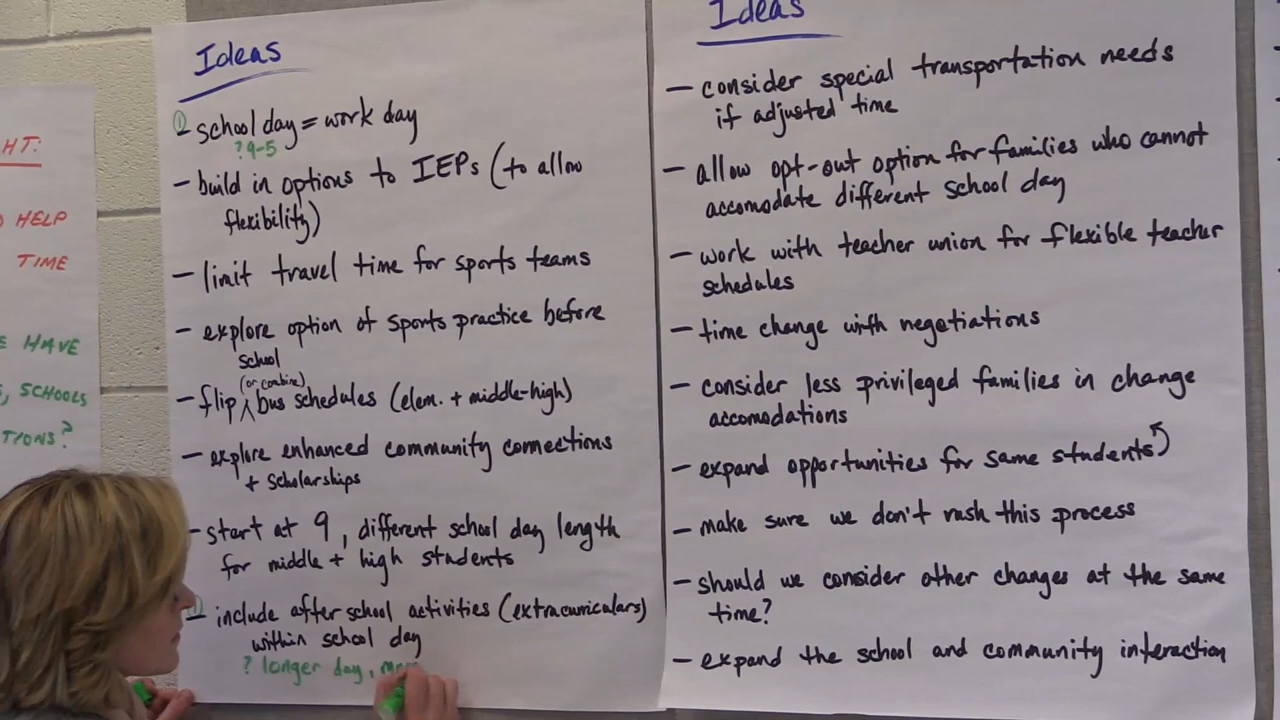 HT:
HELP
TIME
HAVE
SCHOOLS
TIONS?
Ideas
① - school day = work day
? 9-5
- build in options to IEPs (to allow
flexibility)
- limit travel time for sports teams
- explore option of sports practice before
school
(or combine)
- flip ^ bus schedules (elem. + middle-high)
- explore enhanced community connections
+ scholarships
- start at 9, different school day length
for middle + high students
- include after school activities (extracurriculars)
within school day
? longer day,
Ideas
- consider special transportation needs
if adjusted time
- allow opt-out option for families who cannot
accomodate different school day
- work with teacher union for flexible teacher
schedules
- time change with negotiations
- consider less privileged families in change
accomodations
- expand opportunities for same students
- make sure we don't rush this process
- should we consider other changes at the same
time?
- expand the school and community interaction